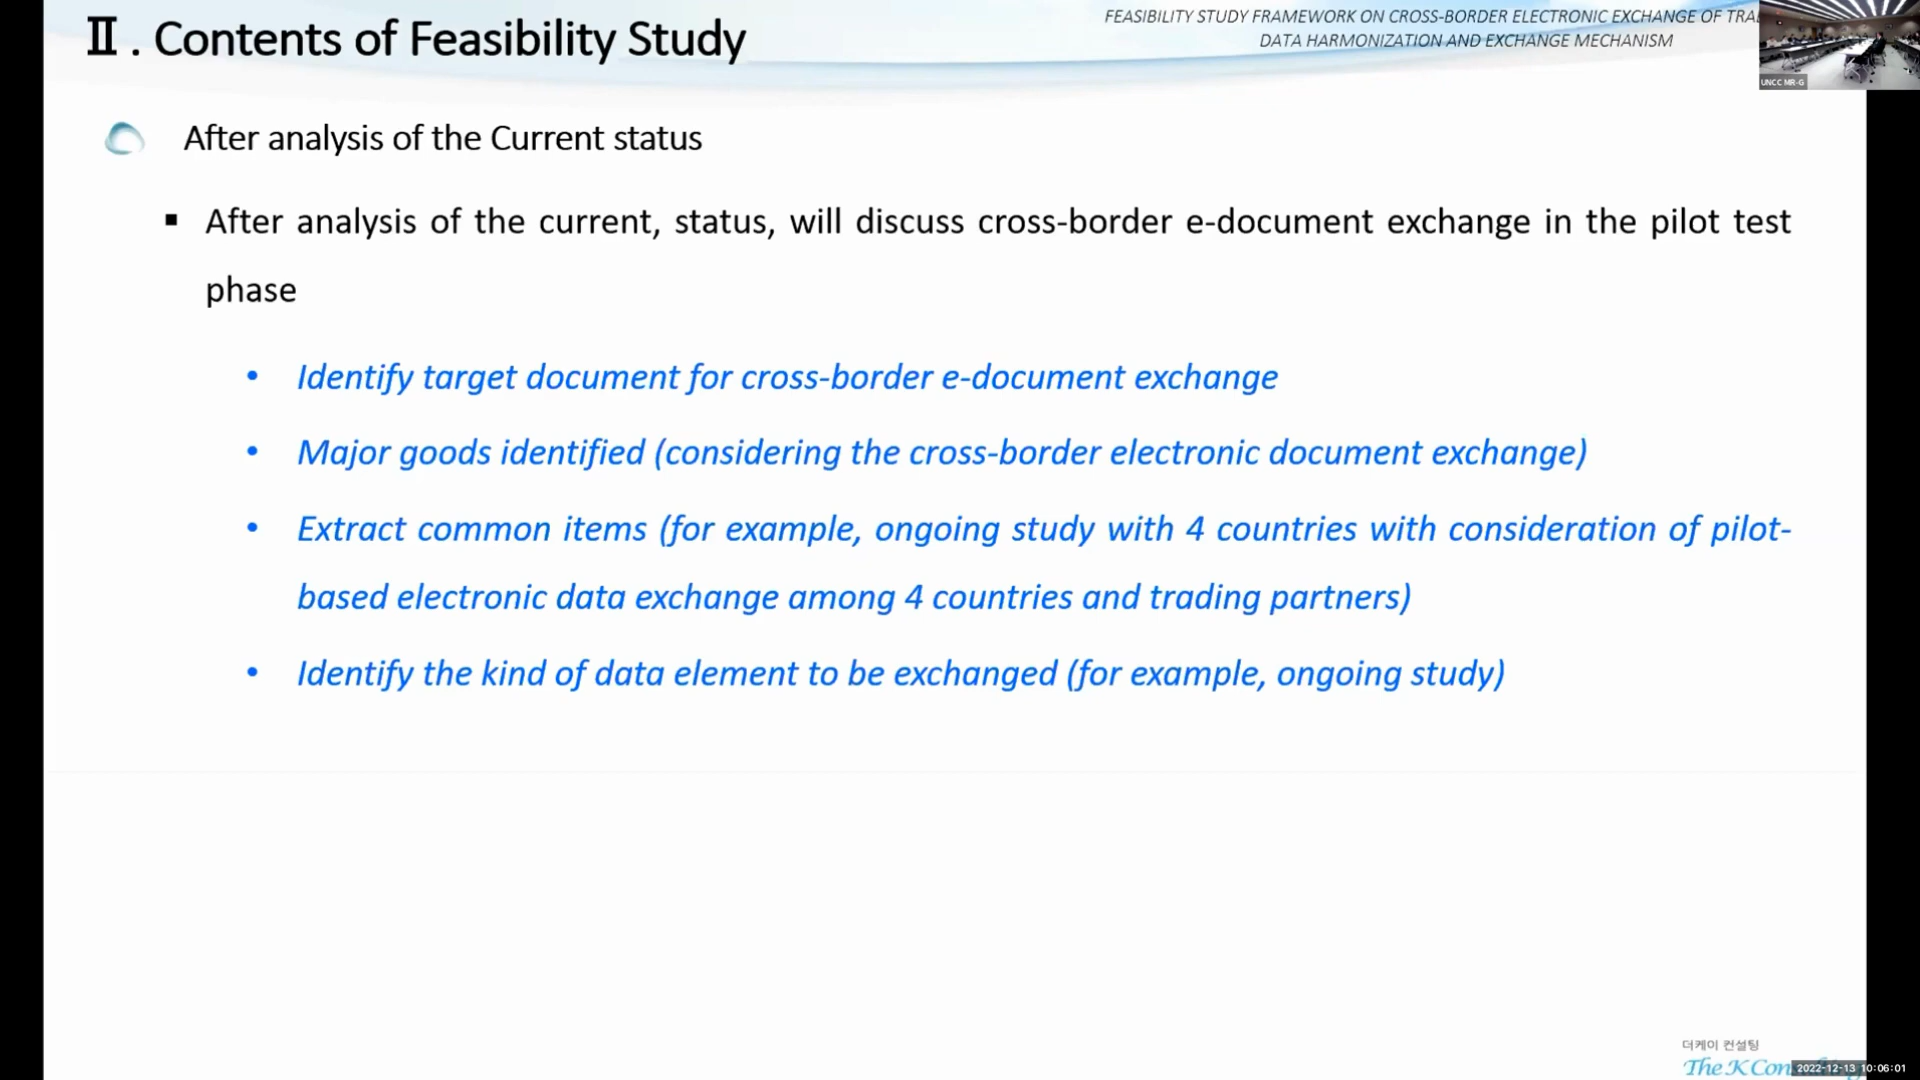 Ⅱ. Contents of Feasibility Study
FEASIBILITY STUDY FRAMEWORK ON CROSS-BORDER ELECTRONIC EXCHANGE OF
DATA HARMONIZATION AND EXCHANGE MECHANISM
UNCC MR-G
After analysis of the Current status
▪ After analysis of the current, status, will discuss cross-border e-document exchange in the pilot test
phase
• Identify target document for cross-border e-document exchange
• Major goods identified (considering the cross-border electronic document exchange)
• Extract common items (for example, ongoing study with 4 countries with consideration of pilot-
based electronic data exchange among 4 countries and trading partners)
• Identify the kind of data element to be exchanged (for example, ongoing study)
더케이 컨설팅
The K
2022-12-13 10:06:01